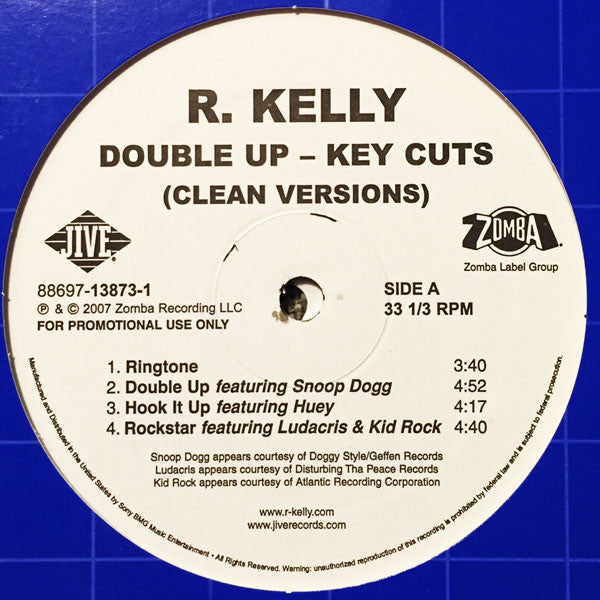 R. KELLY
DOUBLE UP – KEY CUTS
(CLEAN VERSIONS)
JIVE
ZOMBA
Zomba Label Group
88697-13873-1
℗ & © 2007 Zomba Recording LLC
FOR PROMOTIONAL USE ONLY
SIDE A
33 1/3 RPM
1. Ringtone 3:40
2. Double Up featuring Snoop Dogg 4:52
3. Hook It Up featuring Huey 4:17
4. Rockstar featuring Ludacris & Kid Rock 4:40
Snoop Dogg appears courtesy of Doggy Style/Geffen Records
Ludacris appears courtesy of Disturbing Tha Peace Records
Kid Rock appears courtesy of Atlantic Recording Corporation
www.r-kelly.com
www.jiverecords.com
Manufactured and Distributed in the United States by Sony BMG Music Entertainment • All Rights Reserved. Warning: unauthorized reproduction of this recording is prohibited by federal law and is subject to federal prosecution.